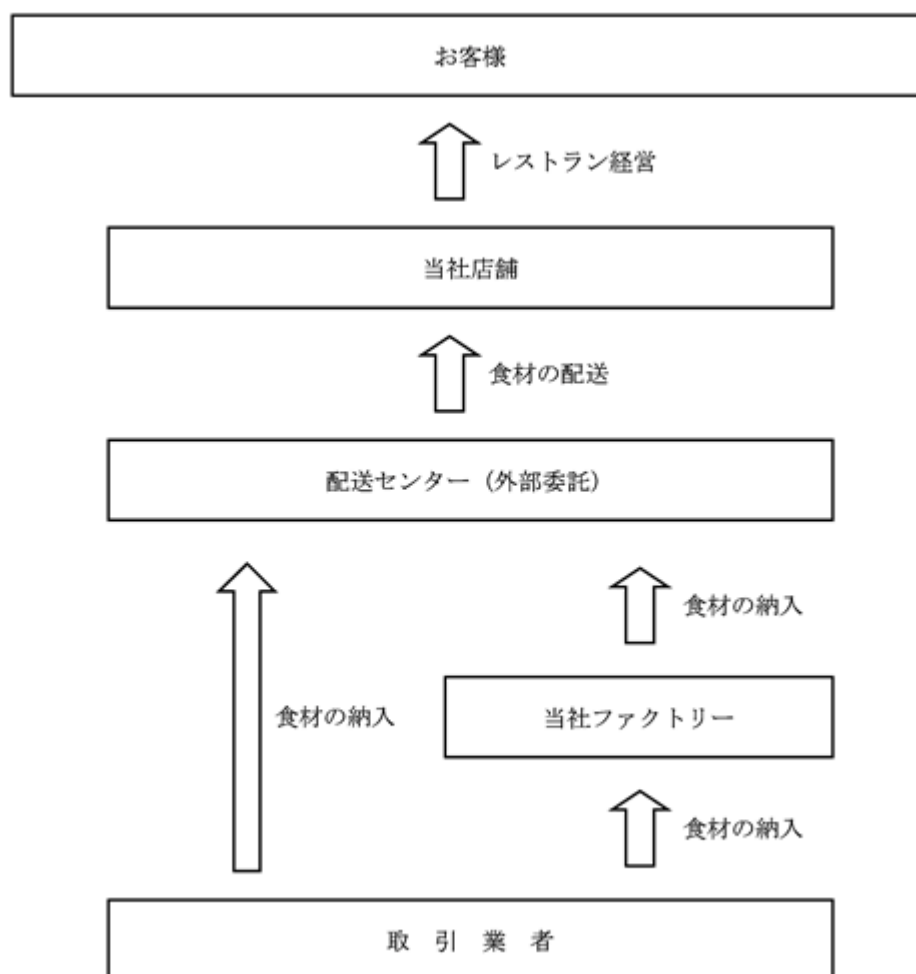 お客様
レストラン経営
当社店舗
食材の配送
配送センター（外部委託）
食材の納入
食材の納入
当社ファクトリー
食材の納入
取引業者